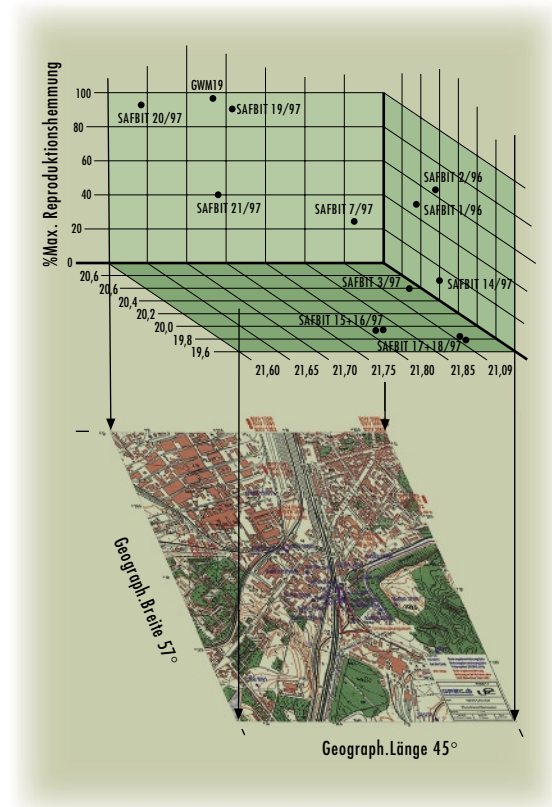 %Max. Reproduktionshemmung
100
80
60
40
20
0
GWM19
SAFBIT 20/97
SAFBIT 19/97
SAFBIT 21/97
SAFBIT 7/97
SAFBIT 2/96
SAFBIT 1/96
SAFBIT 3/97
SAFBIT 14/97
SAFBIT 15+16/97
SAFBIT 17+18/97
20,6
20,6
20,4
20,2
20,0
19,8
19,6
21,60 21,65 21,70 21,75 21,80 21,85 21,09
Geograph.Breite 57°
Geograph.Länge 45°